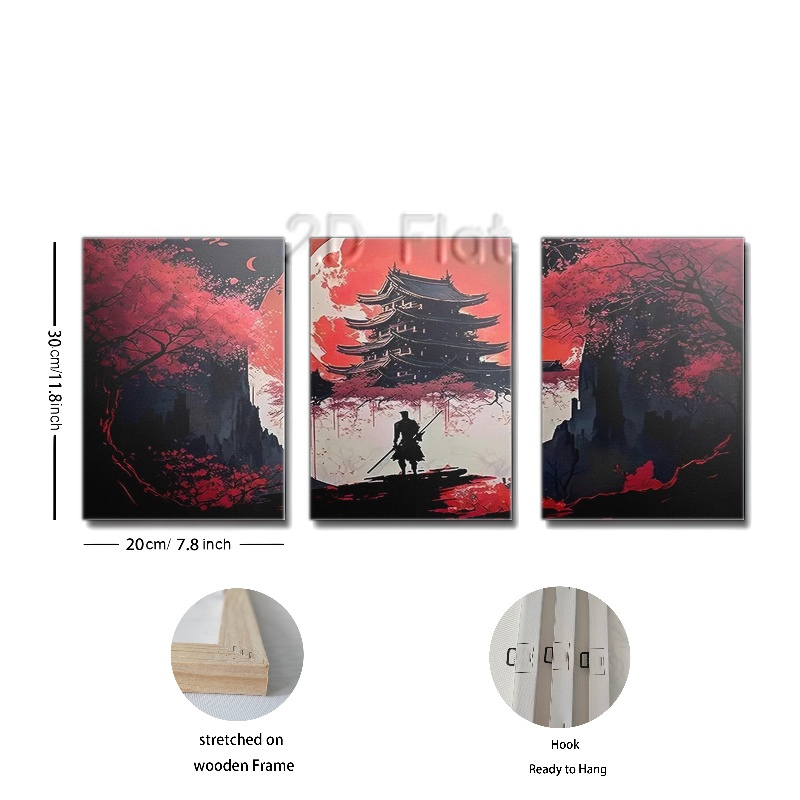 2D Flat
30cm/11.8inch
20cm/ 7.8 inch
stretched on
wooden Frame
Hook
Ready to Hang